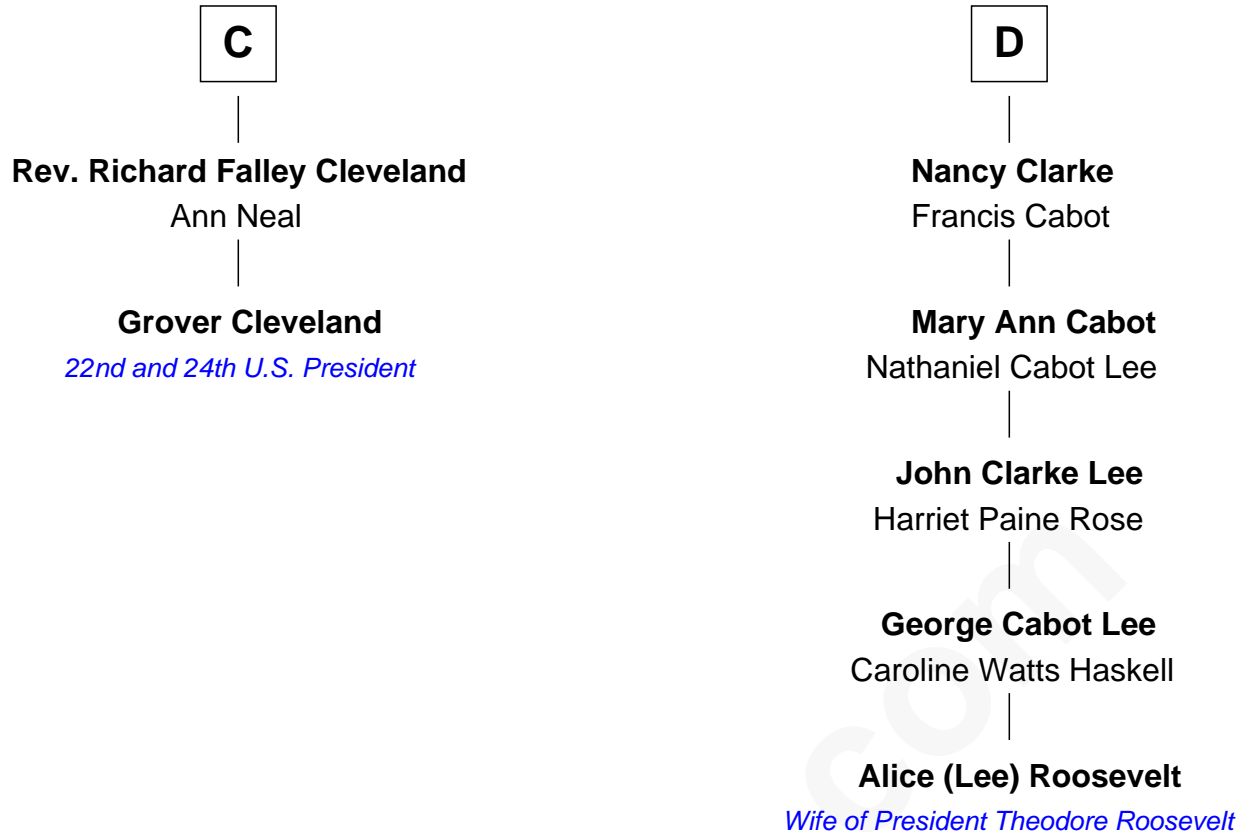 C
Rev. Richard Falley Cleveland
Ann Neal
Grover Cleveland
22nd and 24th U.S. President
D
Nancy Clarke
Francis Cabot
Mary Ann Cabot
Nathaniel Cabot Lee
John Clarke Lee
Harriet Paine Rose
George Cabot Lee
Caroline Watts Haskell
Alice (Lee) Roosevelt
Wife of President Theodore Roosevelt
com